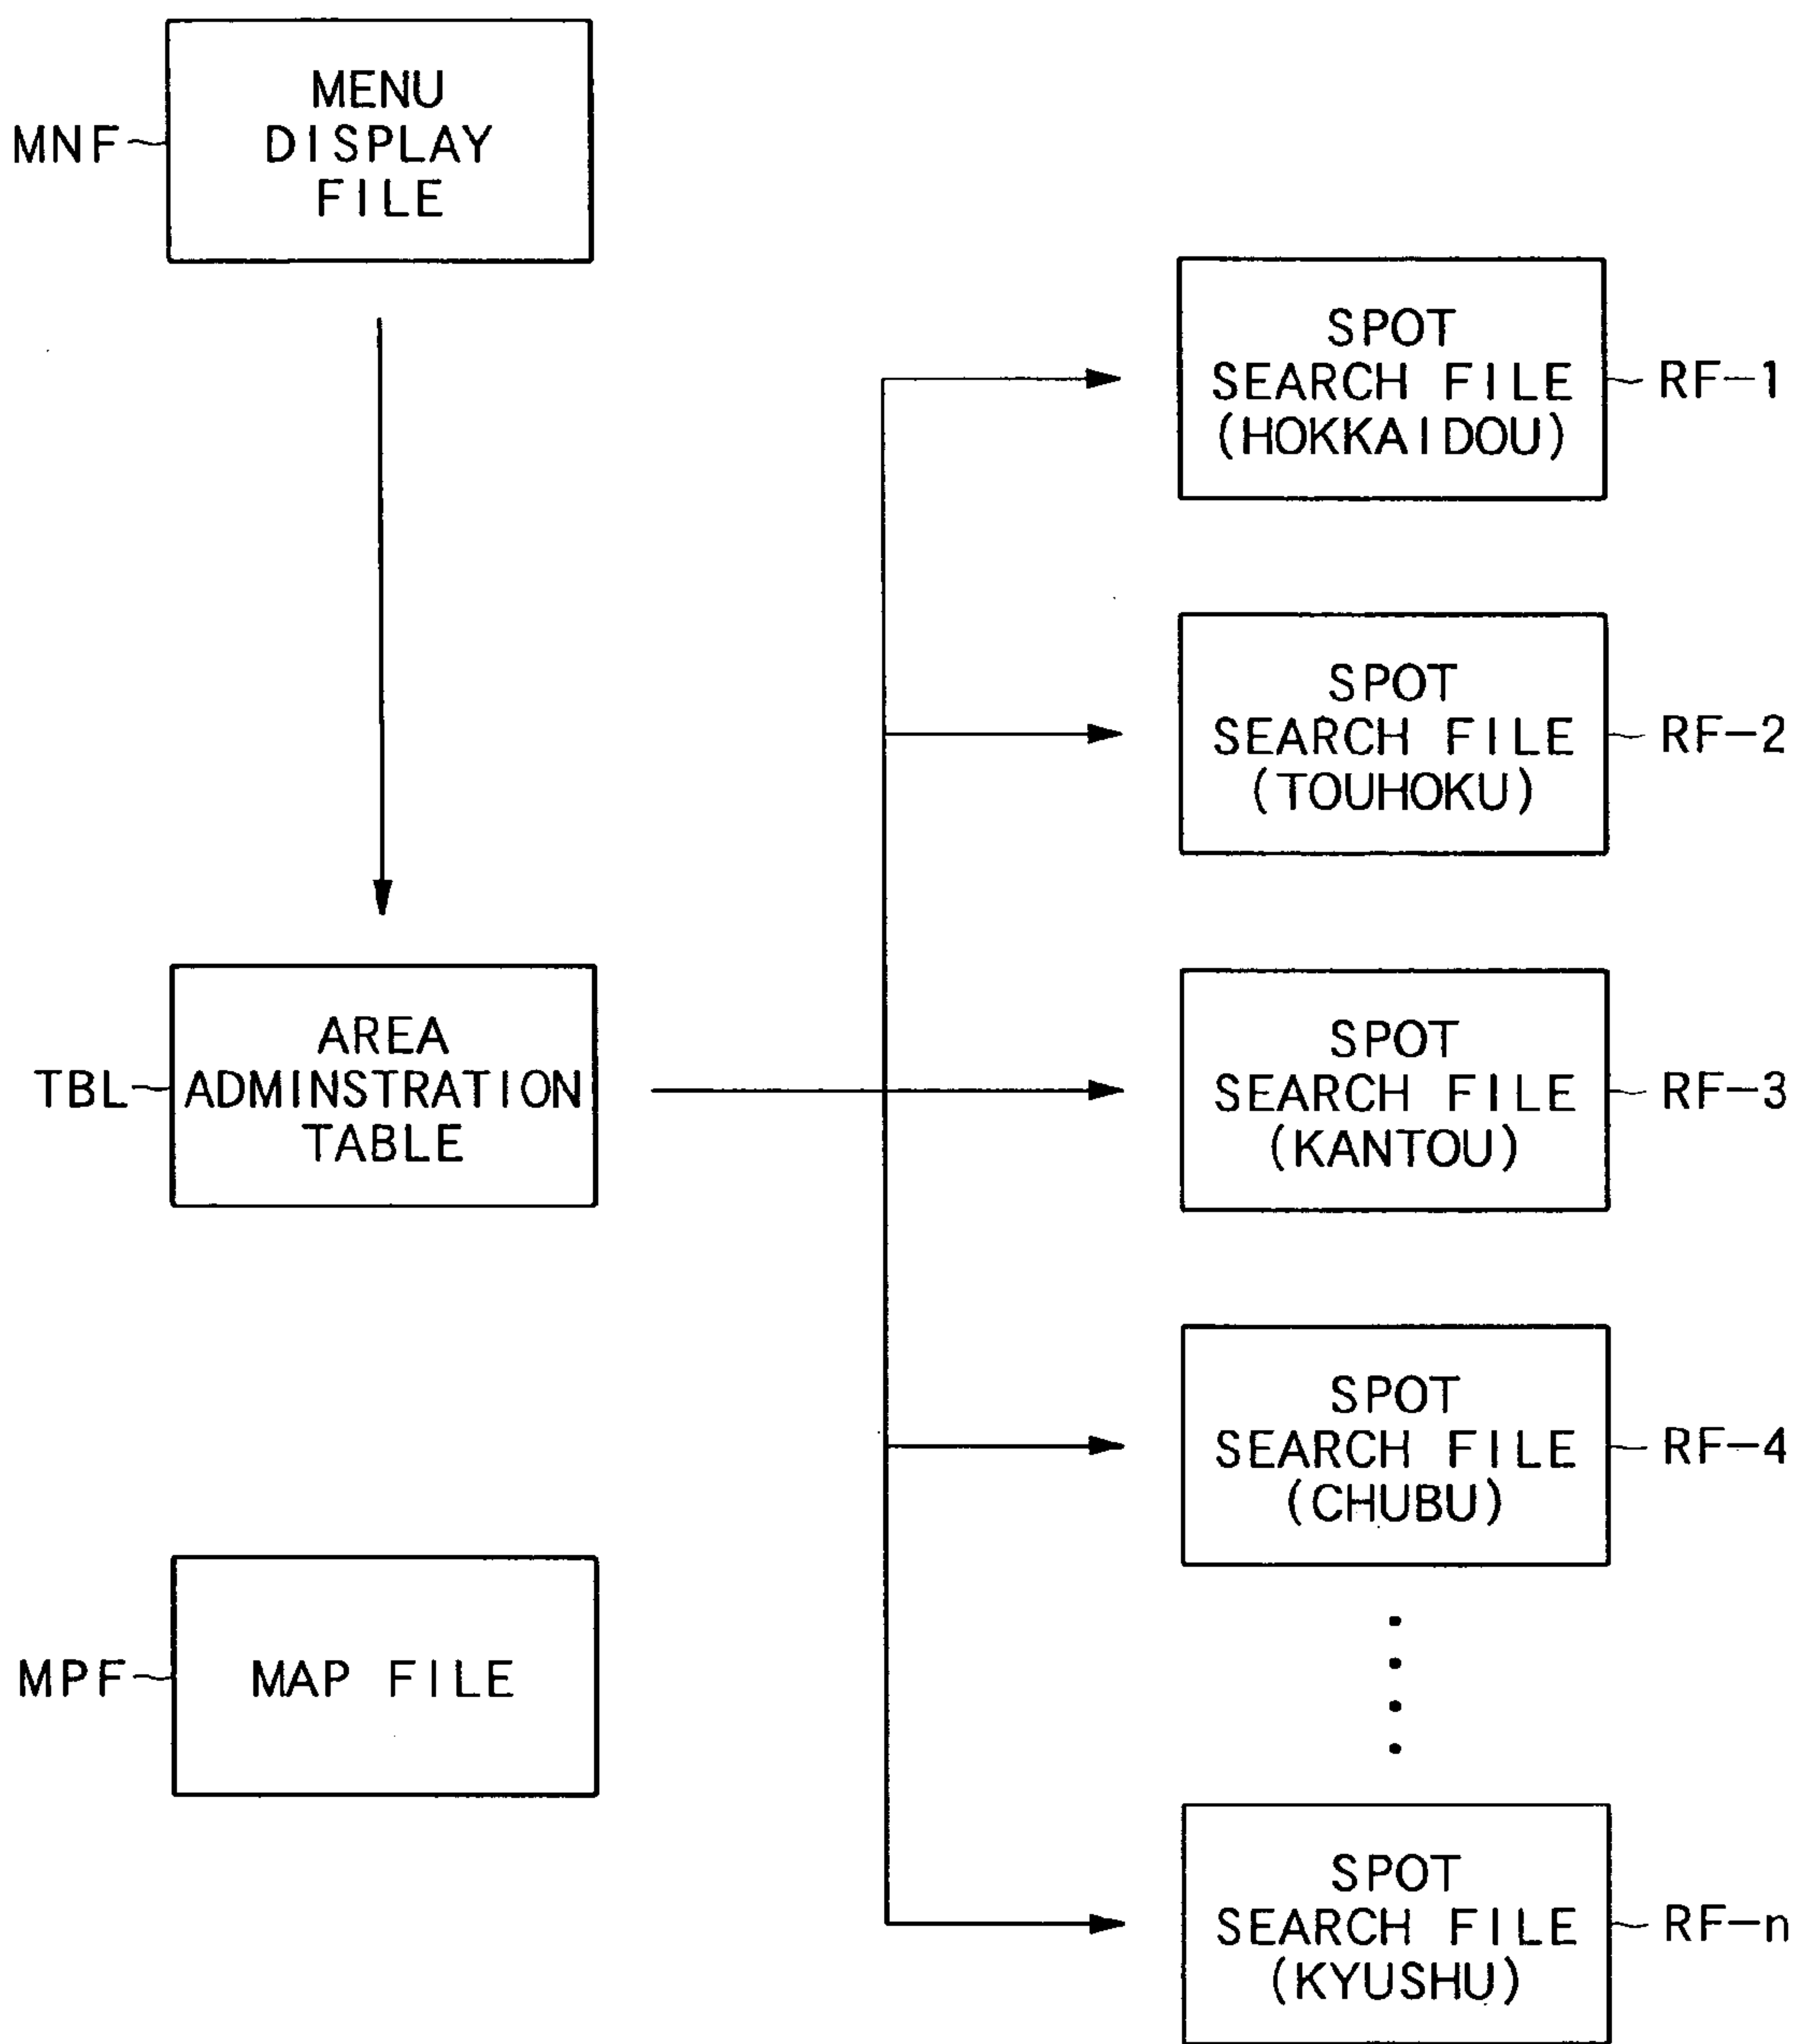 MENU
DISPLAY
FILE
MNF
SPOT
SEARCH FILE
(HOKKAIDOU)
RF-1
SPOT
SEARCH FILE
(TOUHOKU)
RF-2
AREA
ADMINSTRATION
TABLE
TBL
SPOT
SEARCH FILE
(KANTOU)
RF-3
SPOT
SEARCH FILE
(CHUBU)
RF-4
MPF
MAP FILE
SPOT
SEARCH FILE
(KYUSHU)
RF-n